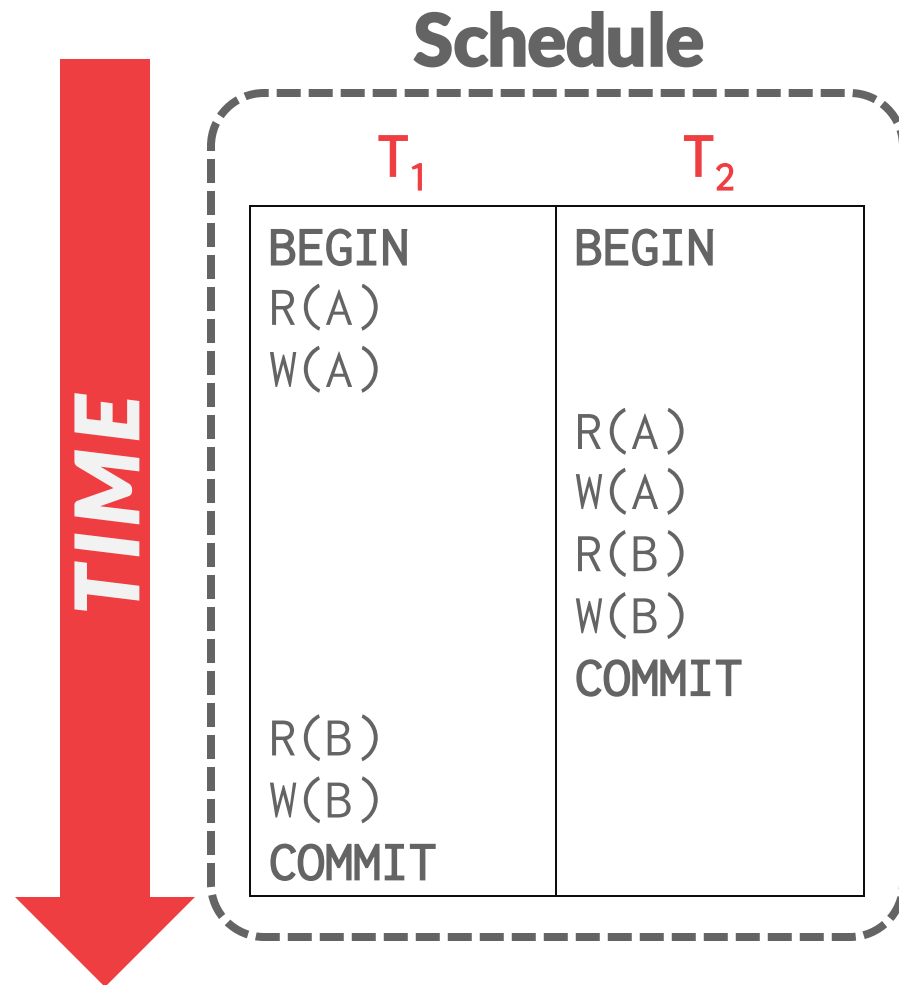 Schedule
TIME
T₁ T₂
BEGIN BEGIN
R(A)
W(A)
R(A)
W(A)
R(B)
W(B)
COMMIT
R(B)
W(B)
COMMIT